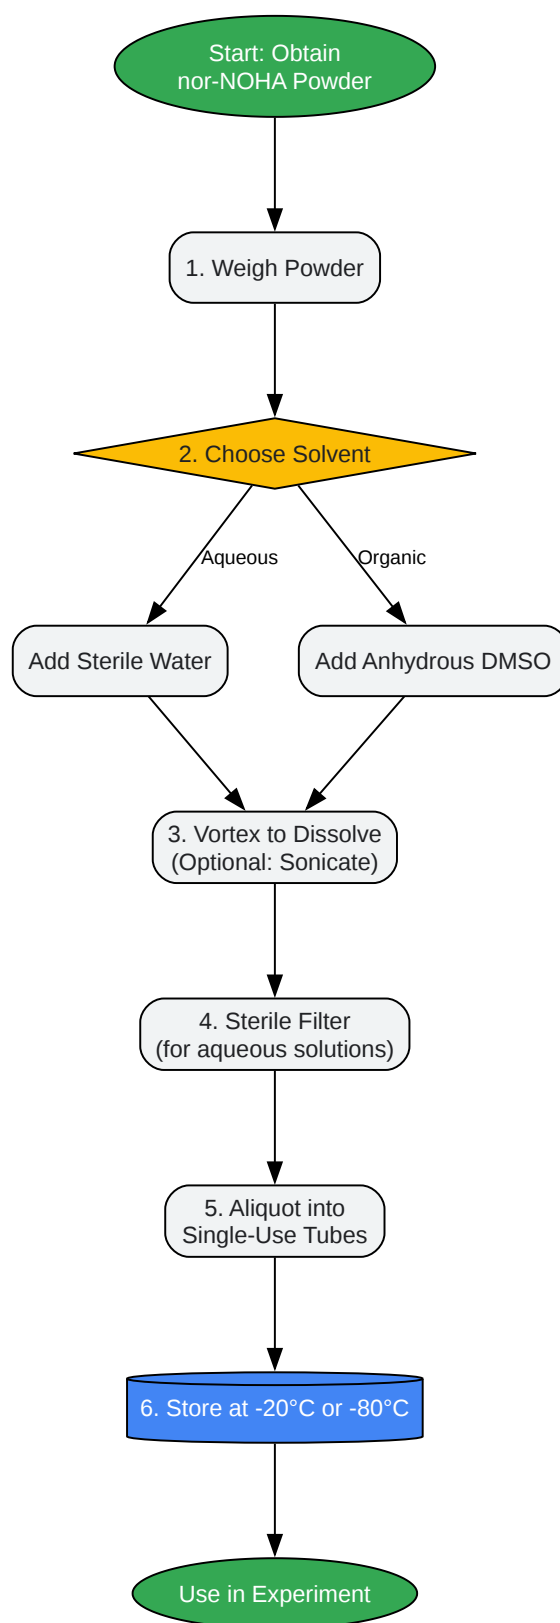 Start: Obtain
nor-NOHA Powder
1. Weigh Powder
2. Choose Solvent
Aqueous
Organic
Add Sterile Water
Add Anhydrous DMSO
3. Vortex to Dissolve
(Optional: Sonicate)
4. Sterile Filter
(for aqueous solutions)
5. Aliquot into
Single-Use Tubes
6. Store at -20°C or -80°C
Use in Experiment